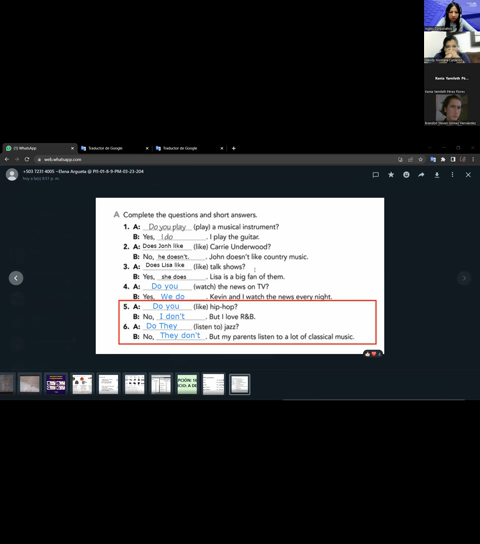 (1) WhatsApp
Traductor de Google
Traductor de Google
web.whatsapp.com
A Complete the questions and short answers.
1. A: Do you play (play) a musical instrument?
B: Yes, I do . I play the guitar.
2. A: Does Jonh like (like) Carrie Underwood?
B: No, he doesn't. . John doesn't like country music.
3. A: Does Lisa like (like) talk shows?
B: Yes, she does . Lisa is a big fan of them.
4. A: Do you (watch) the news on TV?
B: Yes, We do . Kevin and I watch the news every night.
5. A: Do you (like) hip-hop?
B: No, I don't . But I love R&B.
6. A: Do They (listen to) jazz?
B: No, They don't . But my parents listen to a lot of classical music.